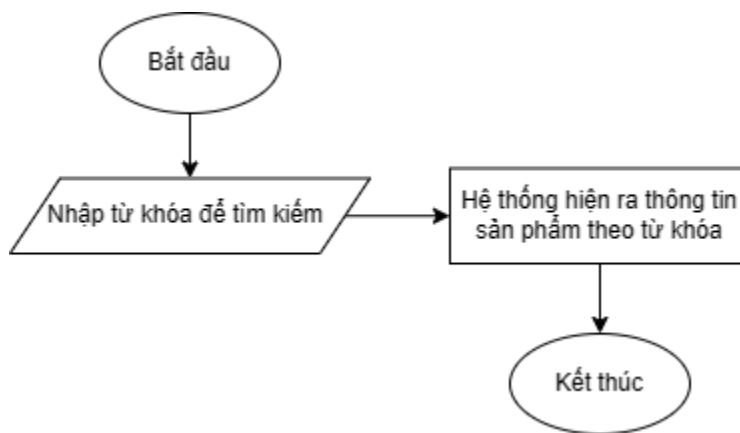 Bắt đầu
Nhập từ khóa để tìm kiếm
Hệ thống hiện ra thông tin
sản phẩm theo từ khóa
Kết thúc